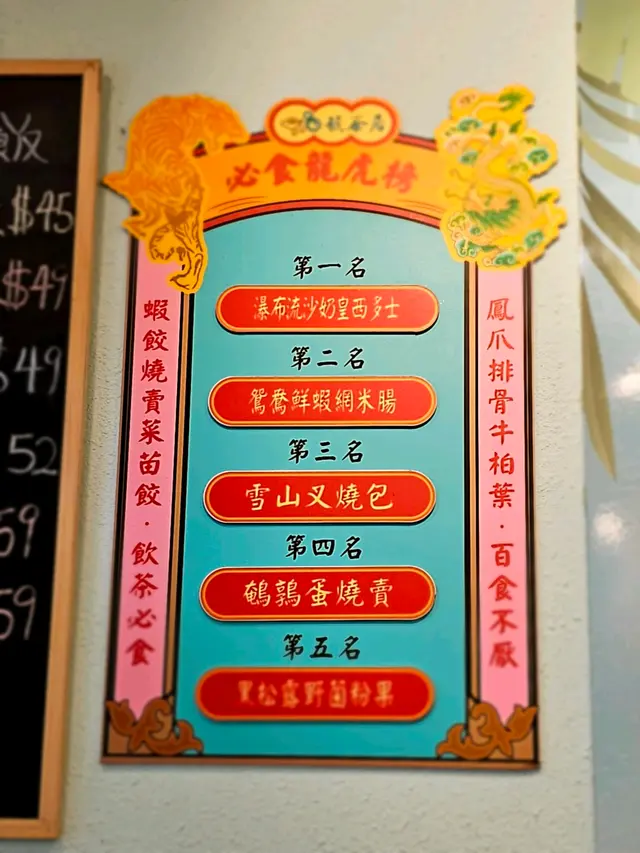 $45
$49
$49
52
59
59
茶居
必食龍虎榜
第一名
瀑布流沙奶皇西多士
第二名
鴛鴦鮮蝦網米腸
第三名
雪山叉燒包
第四名
鵪鶉蛋燒賣
第五名
黑松露野菌粉果
鳳爪排骨牛柏葉·百食不厭
蝦餃燒賣菜苗餃·飲茶必食